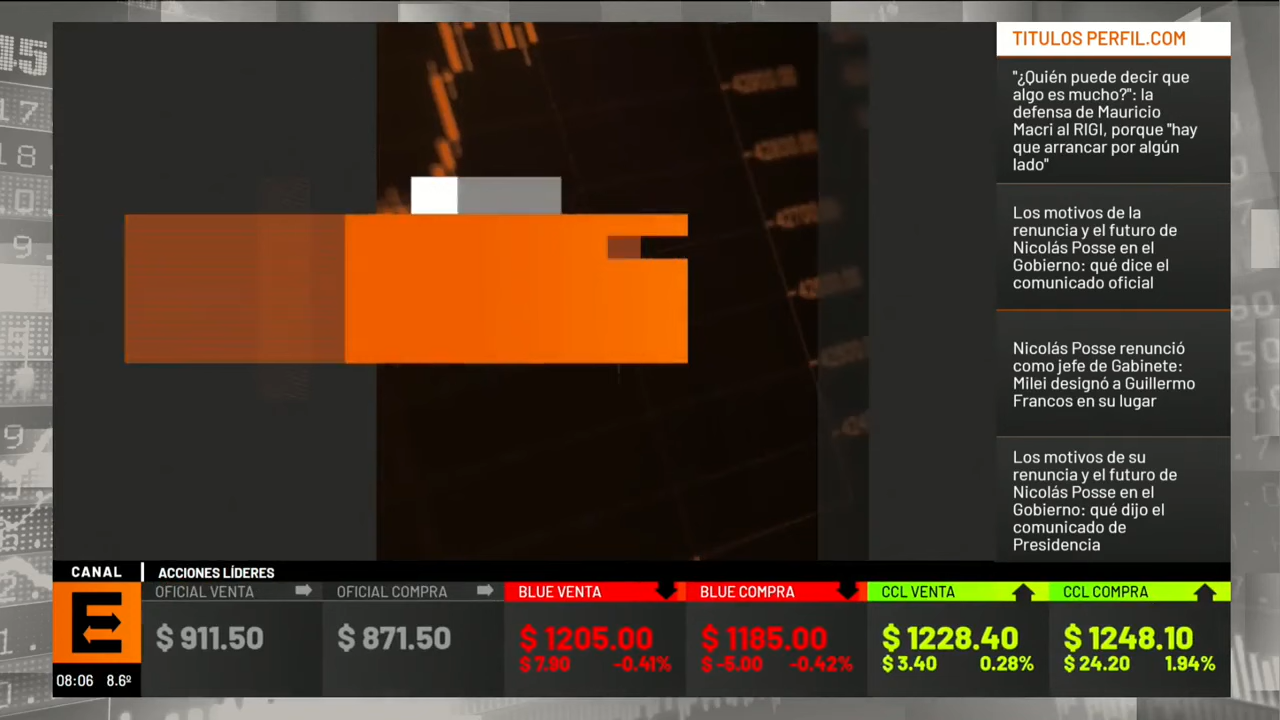 TITULOS PERFIL.COM
"¿Quién puede decir que
algo es mucho?": la
defensa de Mauricio
Macri al RIGI, porque "hay
que arrancar por algún
lado"
Los motivos de la
renuncia y el futuro de
Nicolás Posse en el
Gobierno: qué dice el
comunicado oficial
Nicolás Posse renunció
como jefe de Gabinete:
Milei designó a Guillermo
Francos en su lugar
Los motivos de su
renuncia y el futuro de
Nicolás Posse en el
Gobierno: qué dijo el
comunicado de
Presidencia
CANAL
E
08:06 8.6º
ACCIONES LÍDERES
OFICIAL VENTA
$ 911.50
OFICIAL COMPRA
$ 871.50
BLUE VENTA
$ 1205.00
$ 7.90 -0.41%
BLUE COMPRA
$ 1185.00
$ -5.00 -0.42%
CCL VENTA
$ 1228.40
$ 3.40 0.28%
CCL COMPRA
$ 1248.10
$ 24.20 1.94%